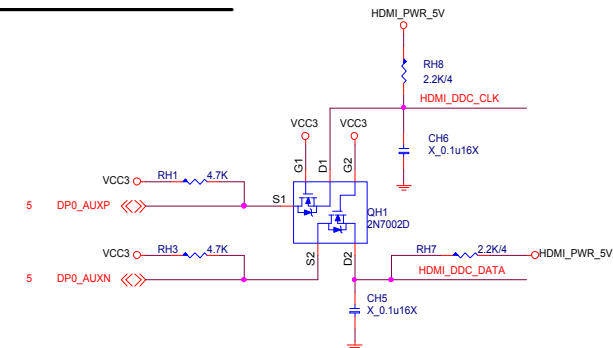 HDMI_PWR_5V
RH8
2.2K/4
HDMI_DDC_CLK
VCC3
VCC3
CH6
X_0.1u16X
G1
D1
G2
VCC3
RH1
4.7K
S1
5
DP0_AUXP
QH1
2N7002D
VCC3
RH3
4.7K
S2
D2
RH7
2.2K/4
HDMI_PWR_5V
HDMI_DDC_DATA
5
DP0_AUXN
CH5
X_0.1u16X